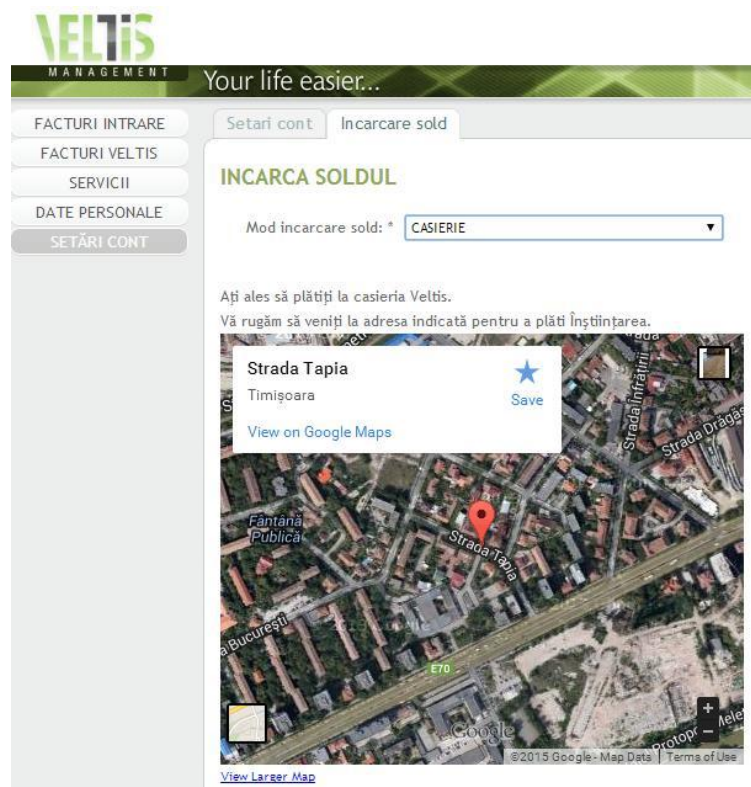 VELTIS
MANAGEMENT
Your life easier...
FACTURI INTRARE
FACTURI VELTIS
SERVICII
DATE PERSONALE
SETĂRI CONT
Setari cont
Incarcare sold
INCARCA SOLDUL
Mod incarcare sold: * CASIERIE
Ați ales să plătiți la casieria Veltis.
Vă rugăm să veniți la adresa indicată pentru a plăti Înștiințarea.
Strada Tapia
Timișoara
Save
View on Google Maps
Strada Înfrățirii
Fântână
Publică
Strada Tapia
București
E70
Google
+
−
©2015 Google - Map Data
Terms of Use
View Larger Map